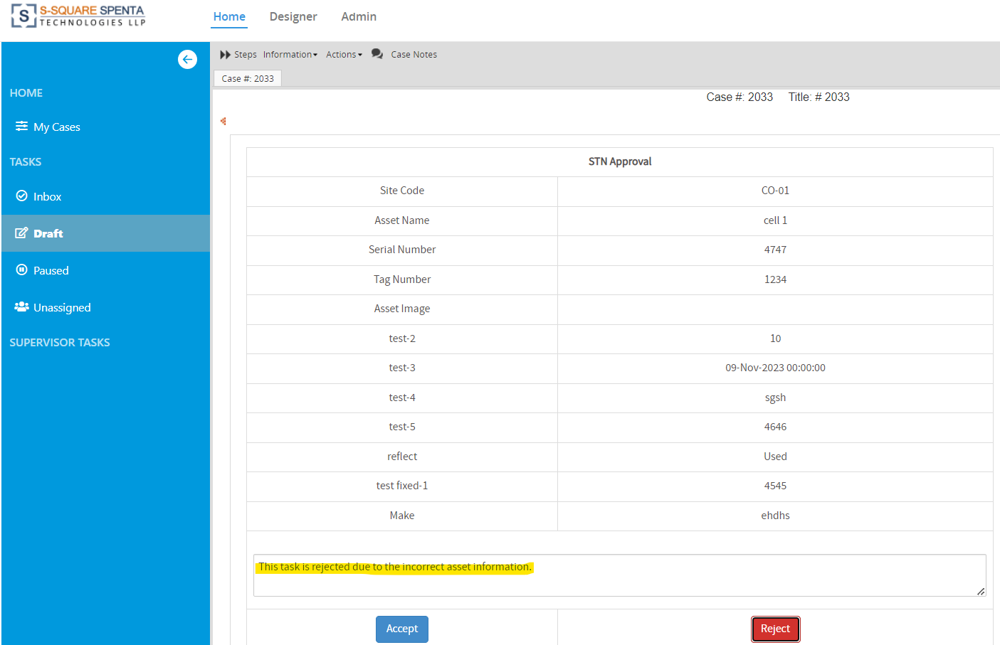 S-SQUARE SPENTA
TECHNOLOGIES LLP
Home Designer Admin
Steps Information Actions Case Notes
Case #: 2033
Case #: 2033 Title: # 2033
HOME
My Cases
TASKS
Inbox
Draft
Paused
Unassigned
SUPERVISOR TASKS
STN Approval
Site Code CO-01
Asset Name cell 1
Serial Number 4747
Tag Number 1234
Asset Image
test-2 10
test-3 09-Nov-2023 00:00:00
test-4 sgsh
test-5 4646
reflect Used
test fixed-1 4545
Make ehdhs
This task is rejected due to the incorrect asset information.
Accept Reject